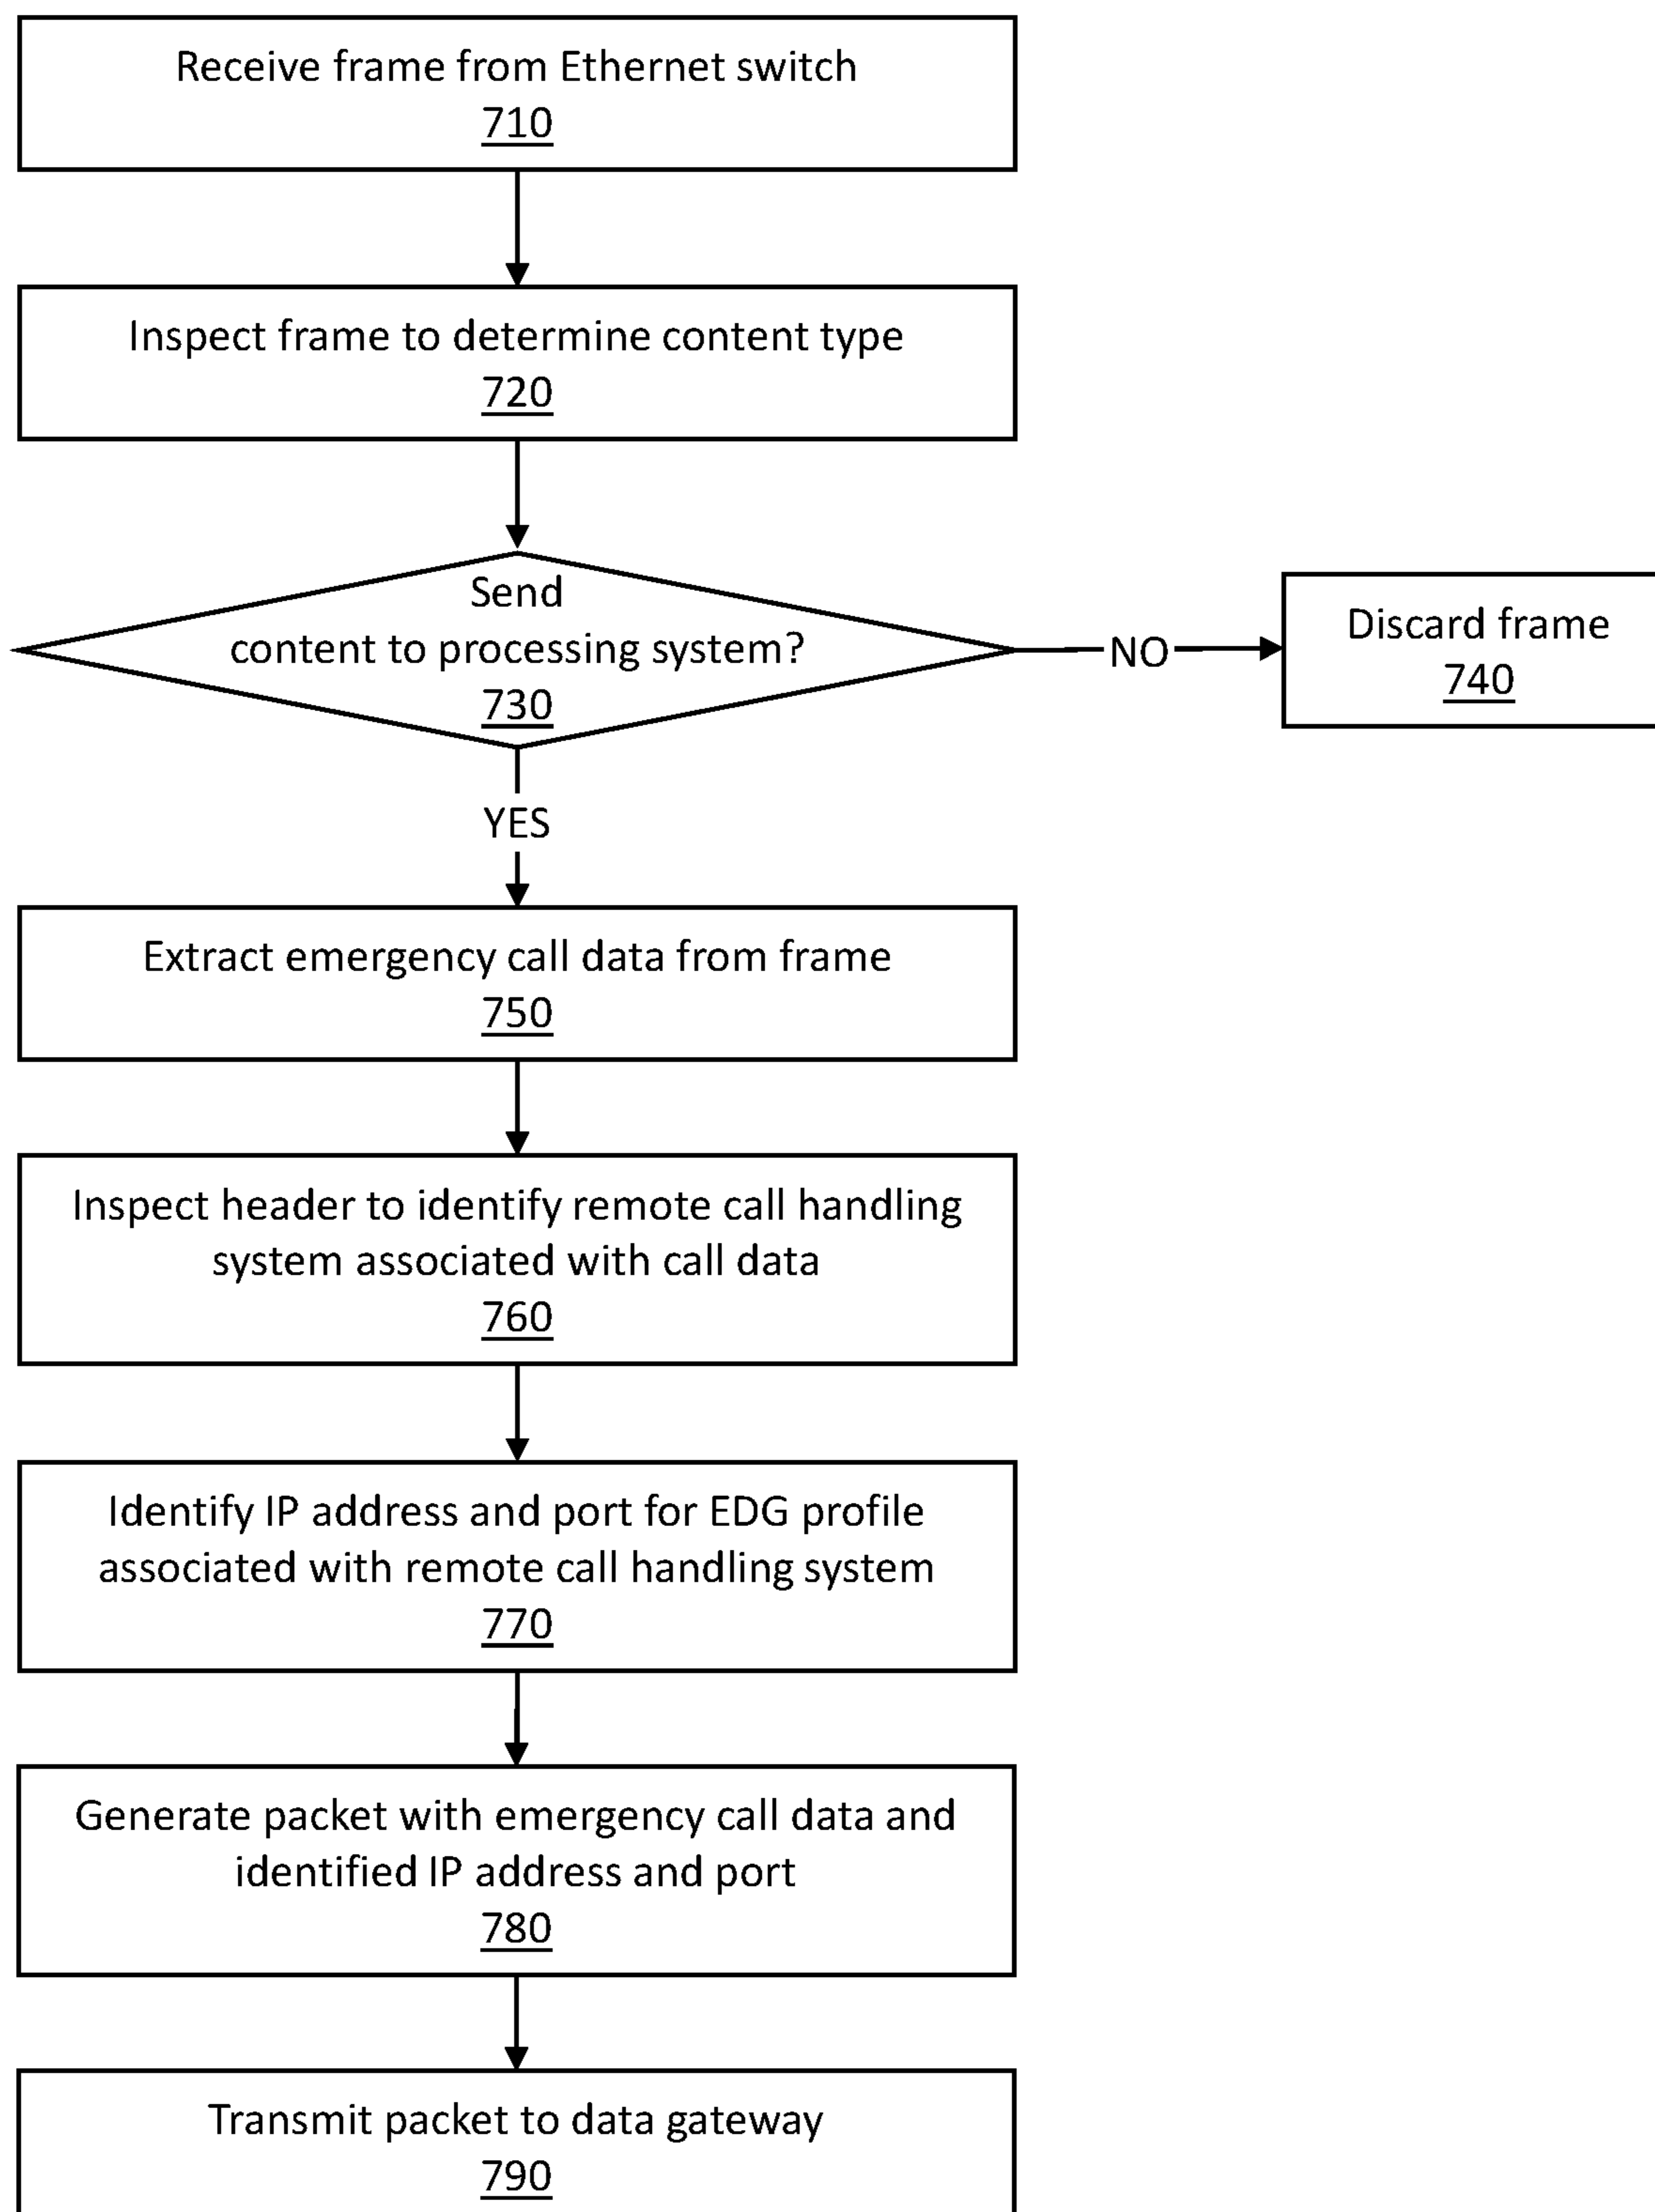 Receive frame from Ethernet switch
710
Inspect frame to determine content type
720
Send
content to processing system?
730
NO
Discard frame
740
YES
Extract emergency call data from frame
750
Inspect header to identify remote call handling
system associated with call data
760
Identify IP address and port for EDG profile
associated with remote call handling system
770
Generate packet with emergency call data and
identified IP address and port
780
Transmit packet to data gateway
790